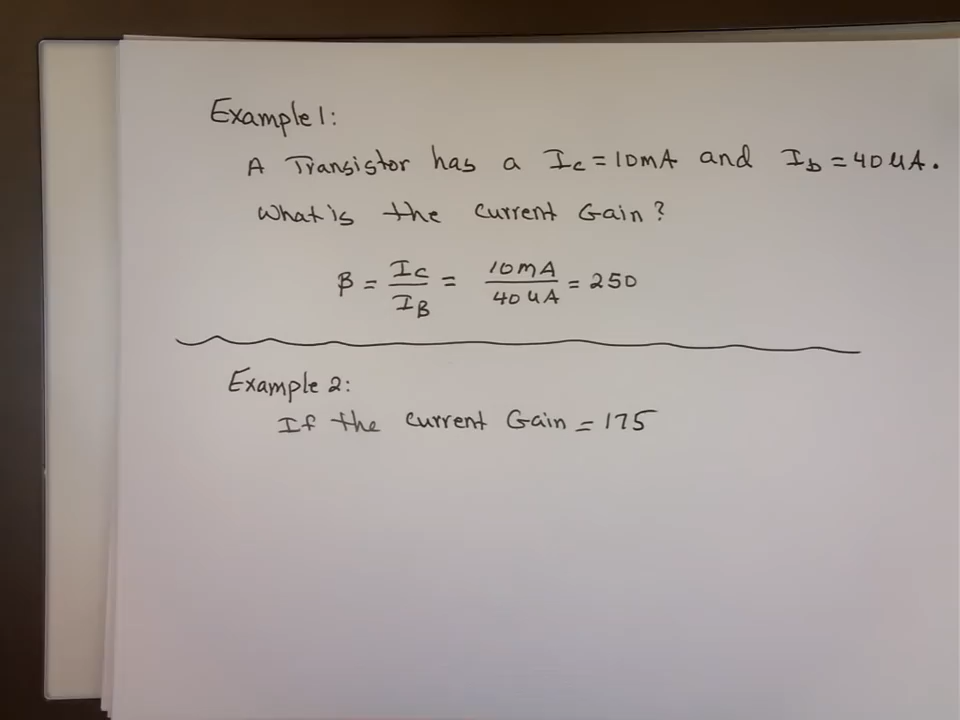 Example 1:
A Transistor has a Ic = 10mA and Ib = 40uA.
What is the current Gain?
β = IC/IB = 10mA/40uA = 250
Example 2:
If the current Gain = 175